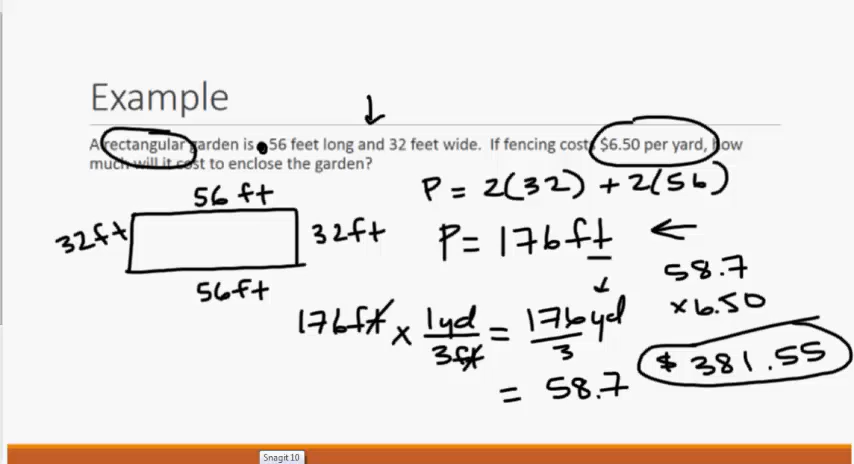 Example
A rectangular garden is 56 feet long and 32 feet wide. If fencing costs $6.50 per yard, how
much will it cost to enclose the garden?
56 ft
P = 2(32) + 2(56)
32ft
32ft
P = 176ft
56ft
58.7
x 6.50
$ 381.55
176ft x 1yd/3ft = 176yd/3
= 58.7
Snagit 10